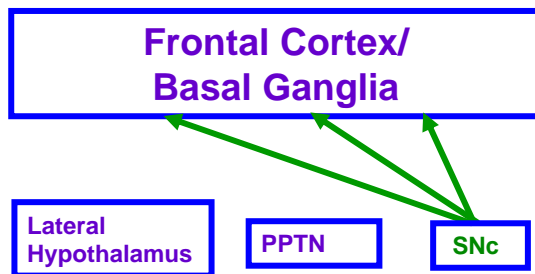 Frontal Cortex/
Basal Ganglia
Lateral
Hypothalamus
PPTN
SNc